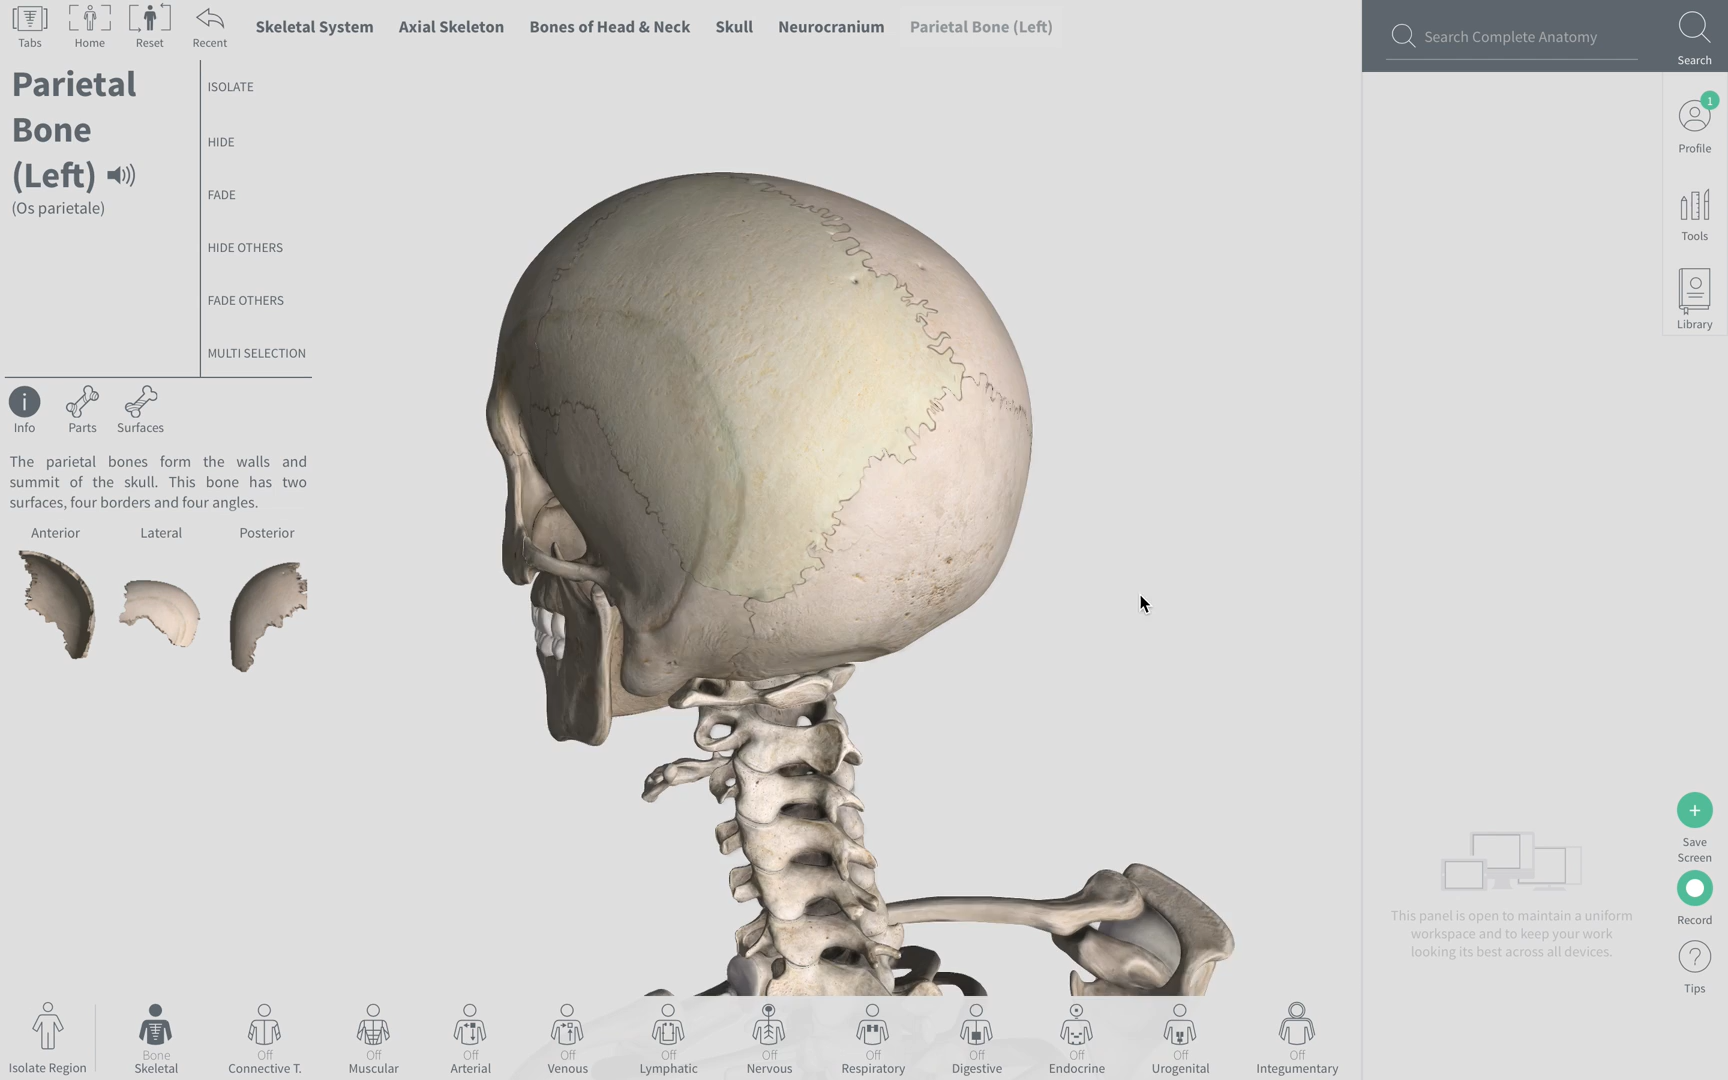 Tabs
Home
Reset
Recent
Skeletal System
Axial Skeleton
Bones of Head & Neck
Skull
Neurocranium
Parietal Bone (Left)
Search Complete Anatomy
Search
Parietal
Bone
(Left)
(Os parietale)
ISOLATE
HIDE
FADE
HIDE OTHERS
FADE OTHERS
MULTI SELECTION
Info
Parts
Surfaces
The parietal bones form the walls and
summit of the skull. This bone has two
surfaces, four borders and four angles.
Anterior
Lateral
Posterior
1
Profile
Tools
Library
Save
Screen
Record
Tips
This panel is open to maintain a uniform
workspace and to keep your work
looking its best across all devices.
Isolate Region
Bone
Skeletal
Off
Connective T.
Off
Muscular
Off
Arterial
Off
Venous
Off
Lymphatic
Off
Nervous
Off
Respiratory
Off
Digestive
Off
Endocrine
Off
Urogenital
Off
Integumentary